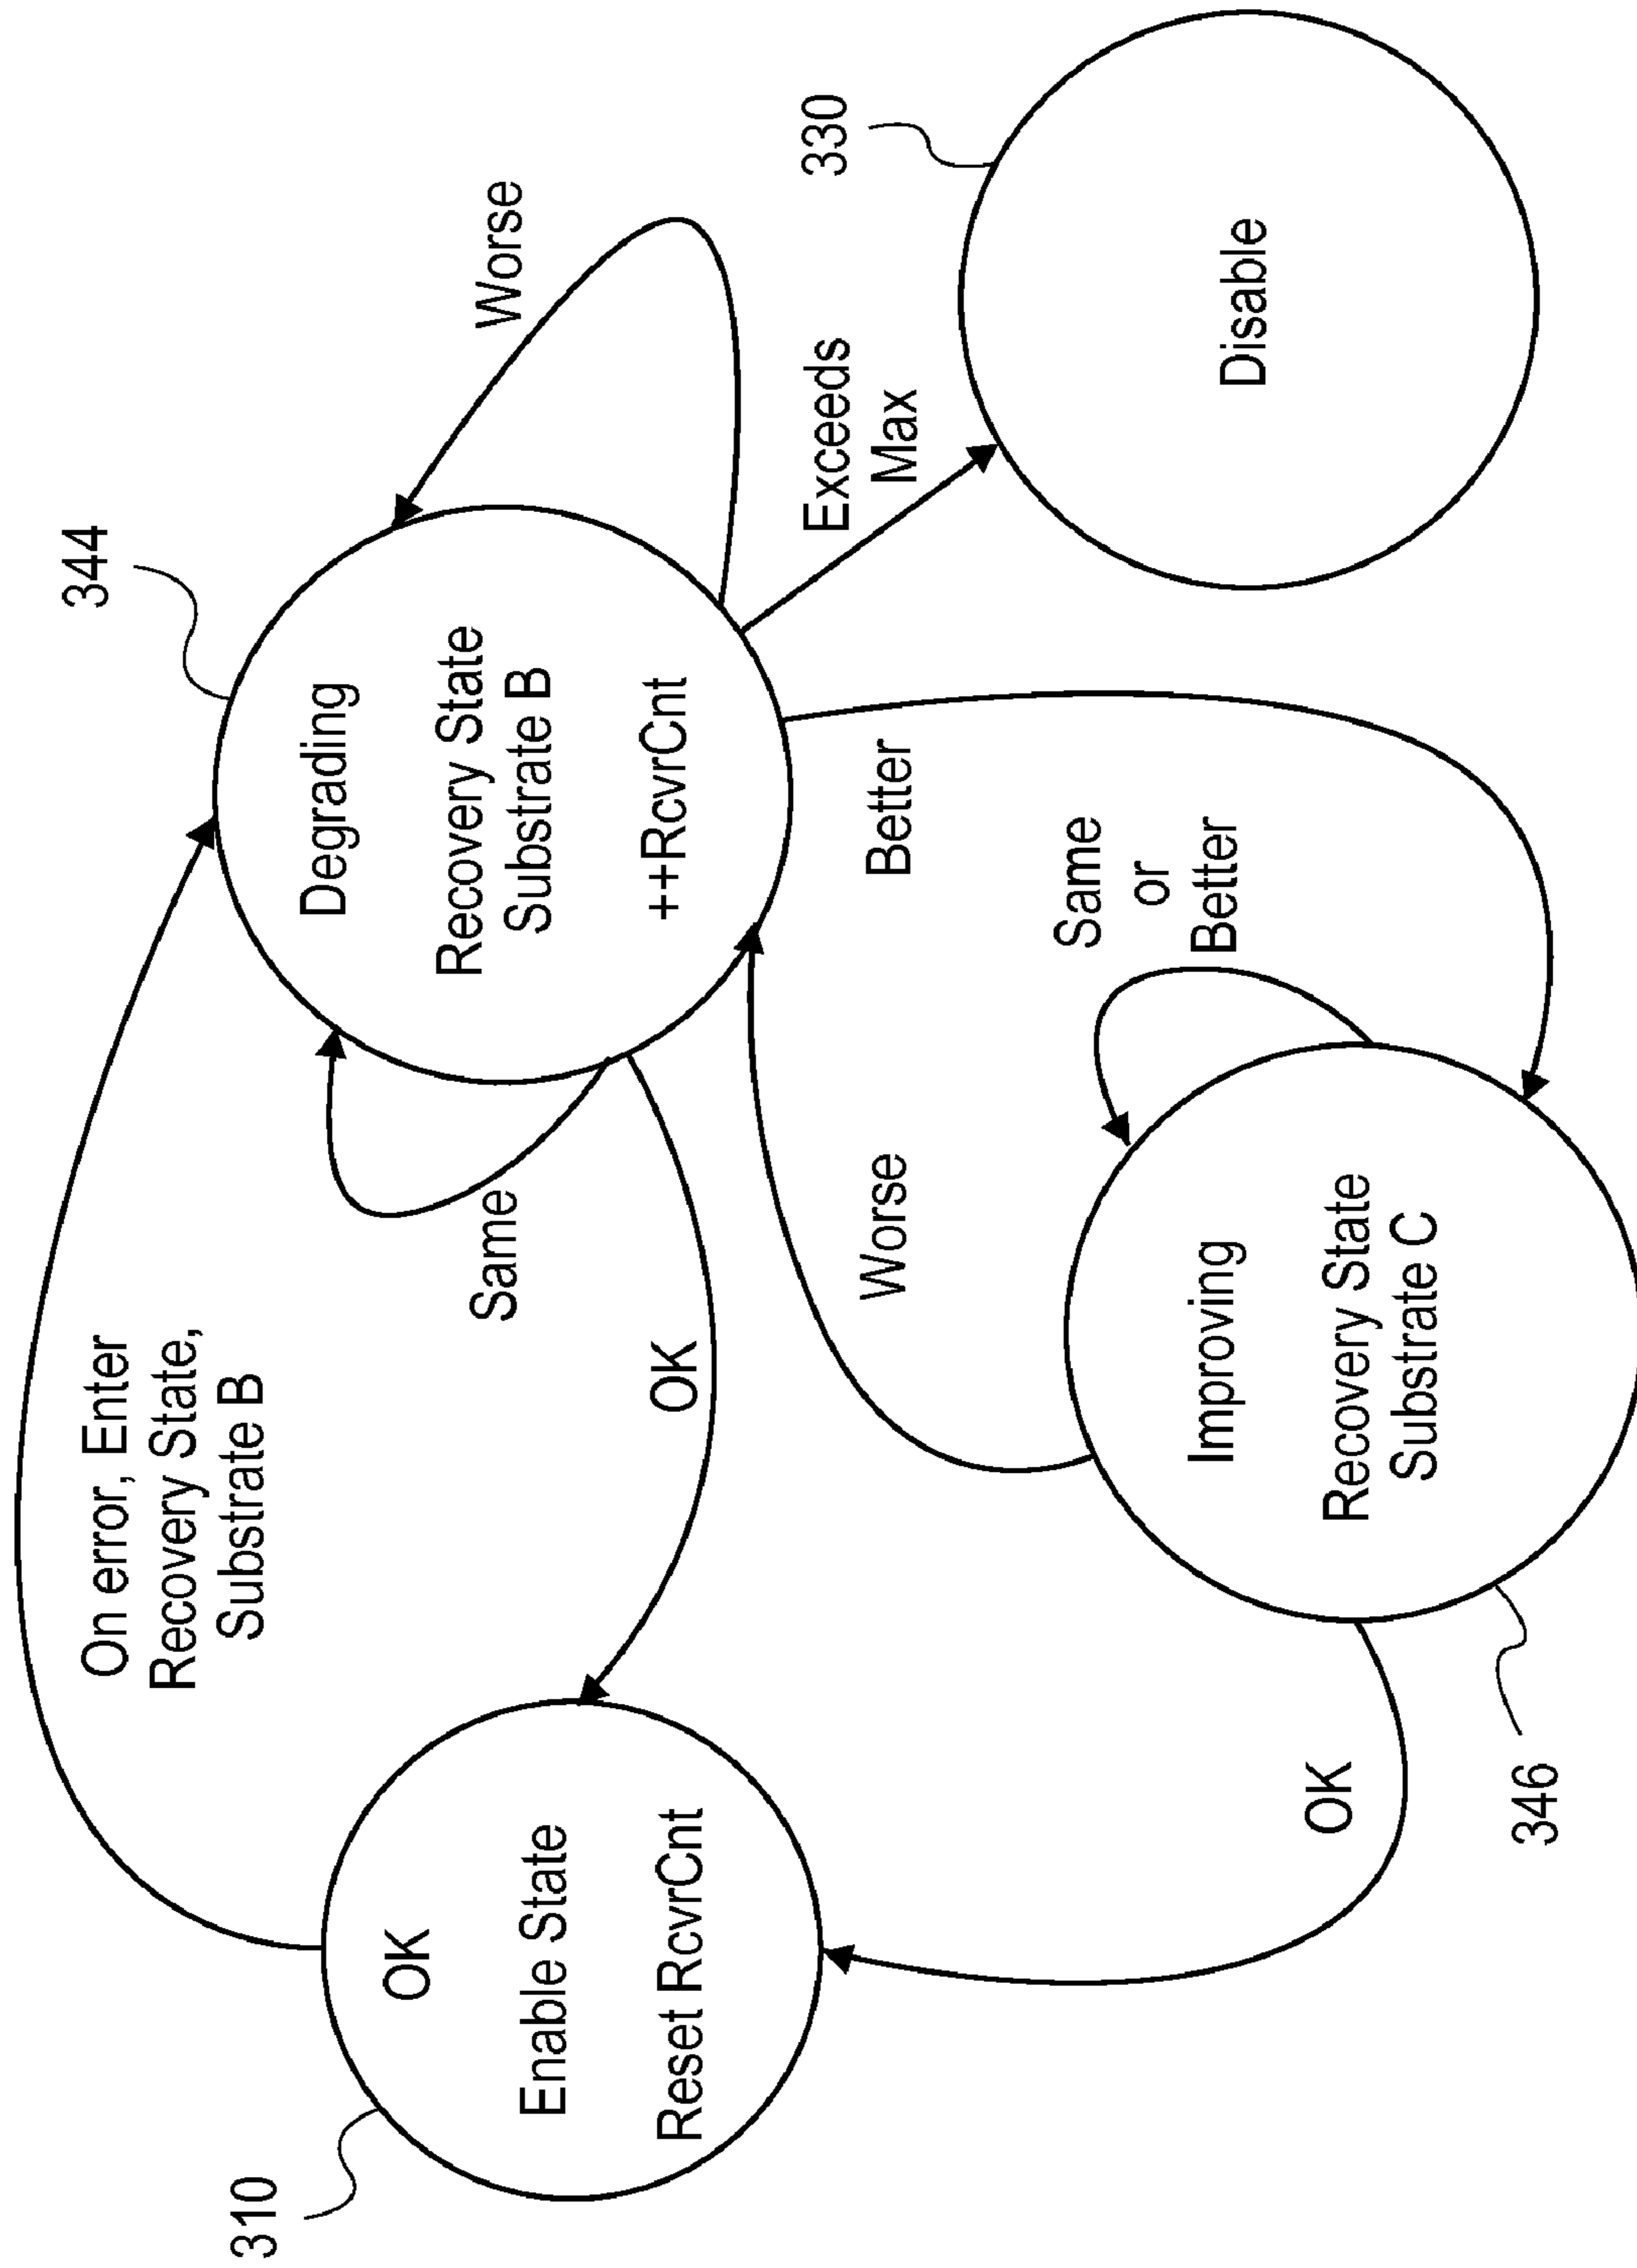 310
OK
Enable State
Reset RcvrCnt
On error, Enter
Recovery State,
Substrate B
344
Degrading
Recovery State
Substrate B
++RcvrCnt
Same
OK
Worse
Exceeds
Max
330
Disable
Better
Worse
Same
or
Better
Improving
Recovery State
Substrate C
OK
346